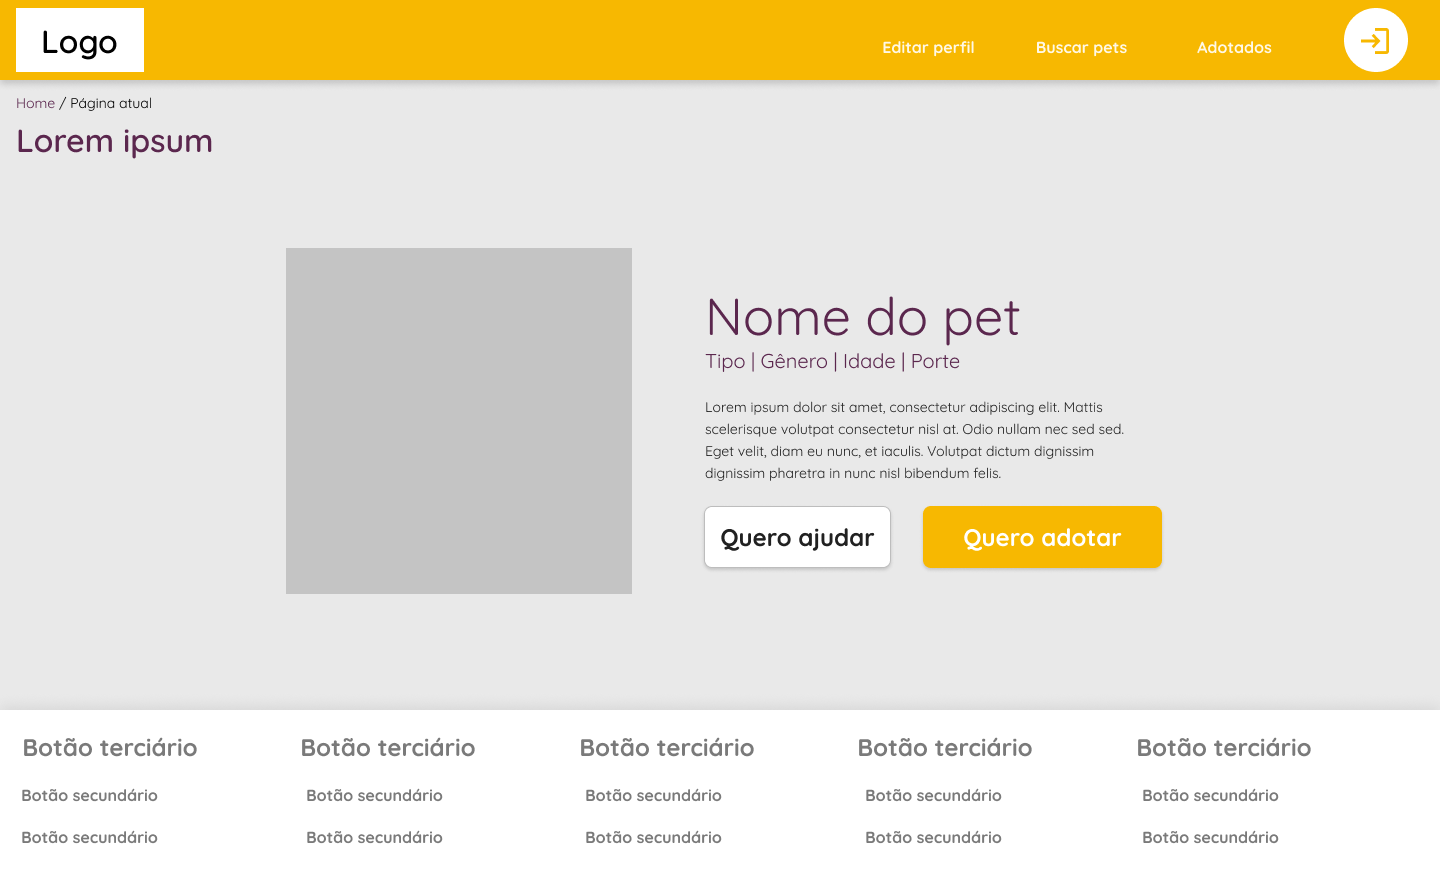 Logo
Editar perfil
Buscar pets
Adotados
Home / Página atual
Lorem ipsum
Nome do pet
Tipo | Gênero | Idade | Porte
Lorem ipsum dolor sit amet, consectetur adipiscing elit. Mattis
scelerisque volutpat consectetur nisl at. Odio nullam nec sed sed.
Eget velit, diam eu nunc, et iaculis. Volutpat dictum dignissim
dignissim pharetra in nunc nisl bibendum felis.
Quero ajudar
Quero adotar
Botão terciário
Botão terciário
Botão terciário
Botão terciário
Botão terciário
Botão secundário
Botão secundário
Botão secundário
Botão secundário
Botão secundário
Botão secundário
Botão secundário
Botão secundário
Botão secundário
Botão secundário